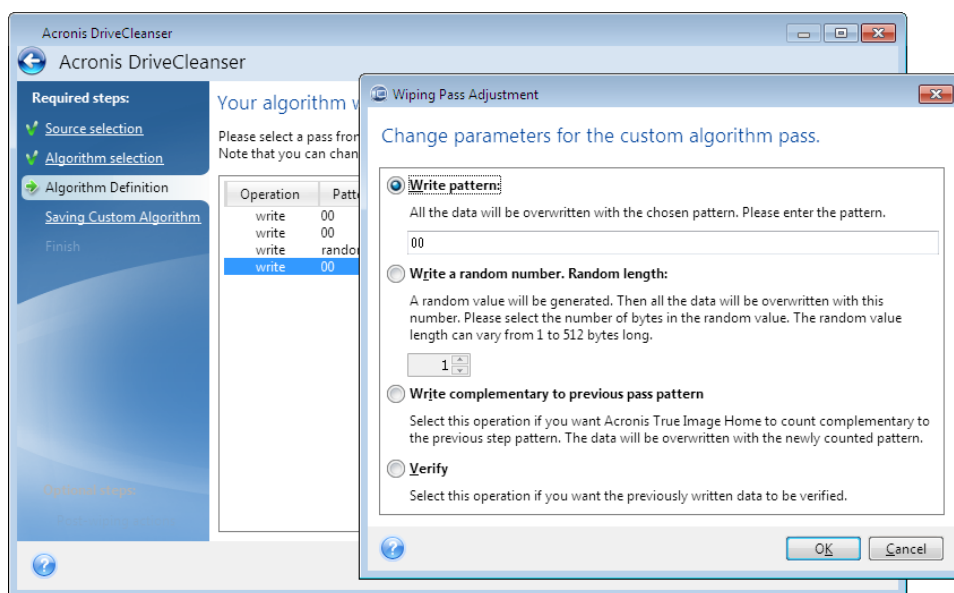 Acronis DriveCleanser
Acronis DriveCleanser
Required steps:
Source selection
Algorithm selection
Algorithm Definition
Saving Custom Algorithm
Finish
Your algorithm
Please select a pass from
Note that you can chan
Operation Patt
write 00
write 00
write random
write 00
Wiping Pass Adjustment
Change parameters for the custom algorithm pass.
Write pattern:
All the data will be overwritten with the chosen pattern. Please enter the pattern.
00
Write a random number. Random length:
A random value will be generated. Then all the data will be overwritten with this
number. Please select the number of bytes in the random value. The random value
length can vary from 1 to 512 bytes long.
1
Write complementary to previous pass pattern
Select this operation if you want Acronis True Image Home to count complementary to
the previous step pattern. The data will be overwritten with the newly counted pattern.
Verify
Select this operation if you want the previously written data to be verified.
OK Cancel